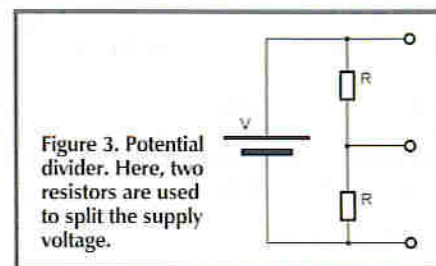 V
R
R
Figure 3. Potential
divider. Here, two
resistors are used
to split the supply
voltage.